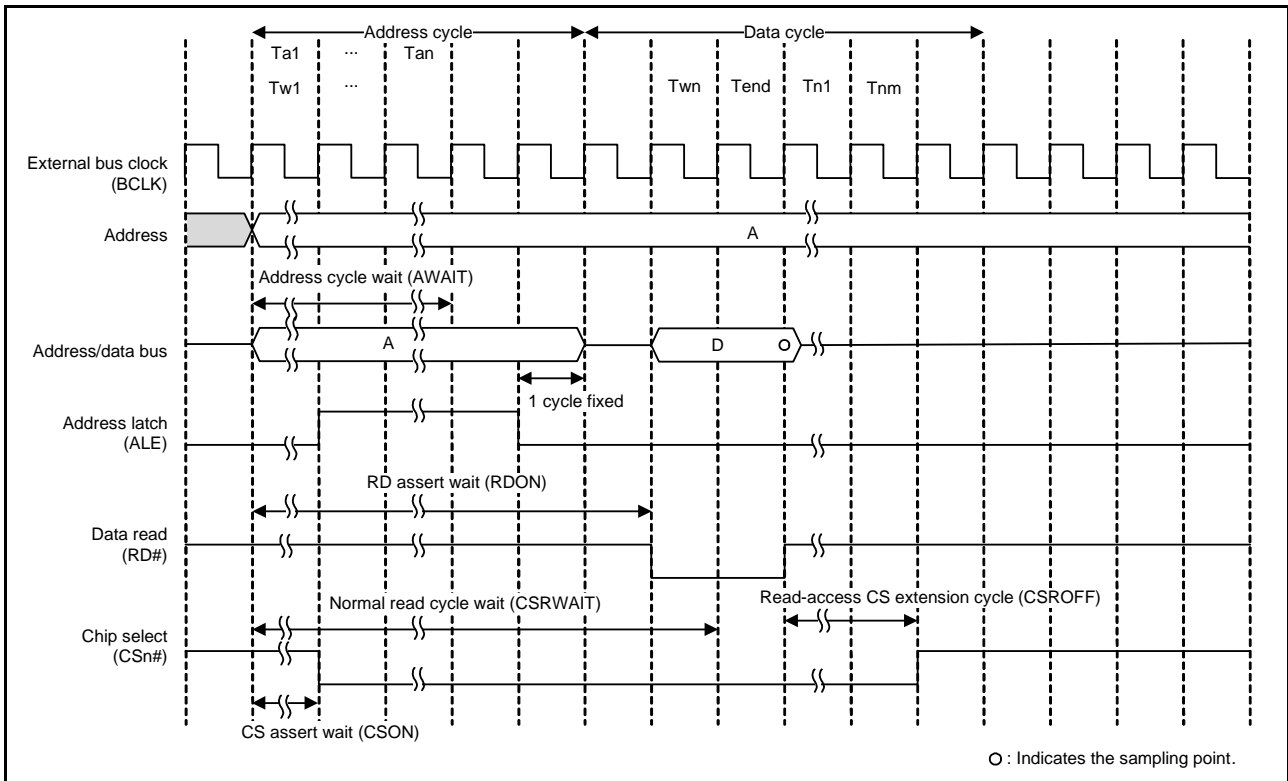 Address cycle Data cycle
Ta1 ... Tan
Tw1 ... Twn Tend Tn1 Tnm
External bus clock
(BCLK)
Address
A
Address cycle wait (AWAIT)
Address/data bus
A D
1 cycle fixed
Address latch
(ALE)
RD assert wait (RDON)
Data read
(RD#)
Normal read cycle wait (CSRWAIT)
Read-access CS extension cycle (CSROFF)
Chip select
(CSn#)
CS assert wait (CSON)
: Indicates the sampling point.